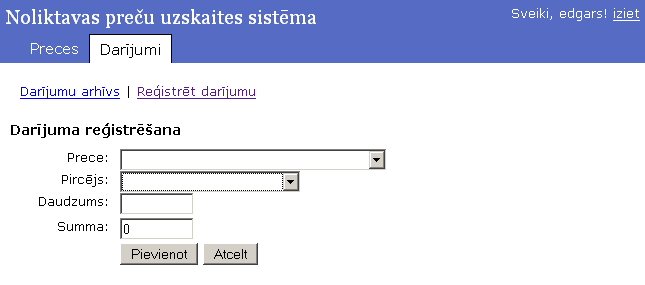 Noliktavas preču uzskaites sistēma
Sveiki, edgars! iziet
Preces Darījumi
Darījumu arhīvs | Reģistrēt darījumu
Darījuma reģistrēšana
Prece:
Pircējs:
Daudzums:
Summa: 0
Pievienot Atcelt